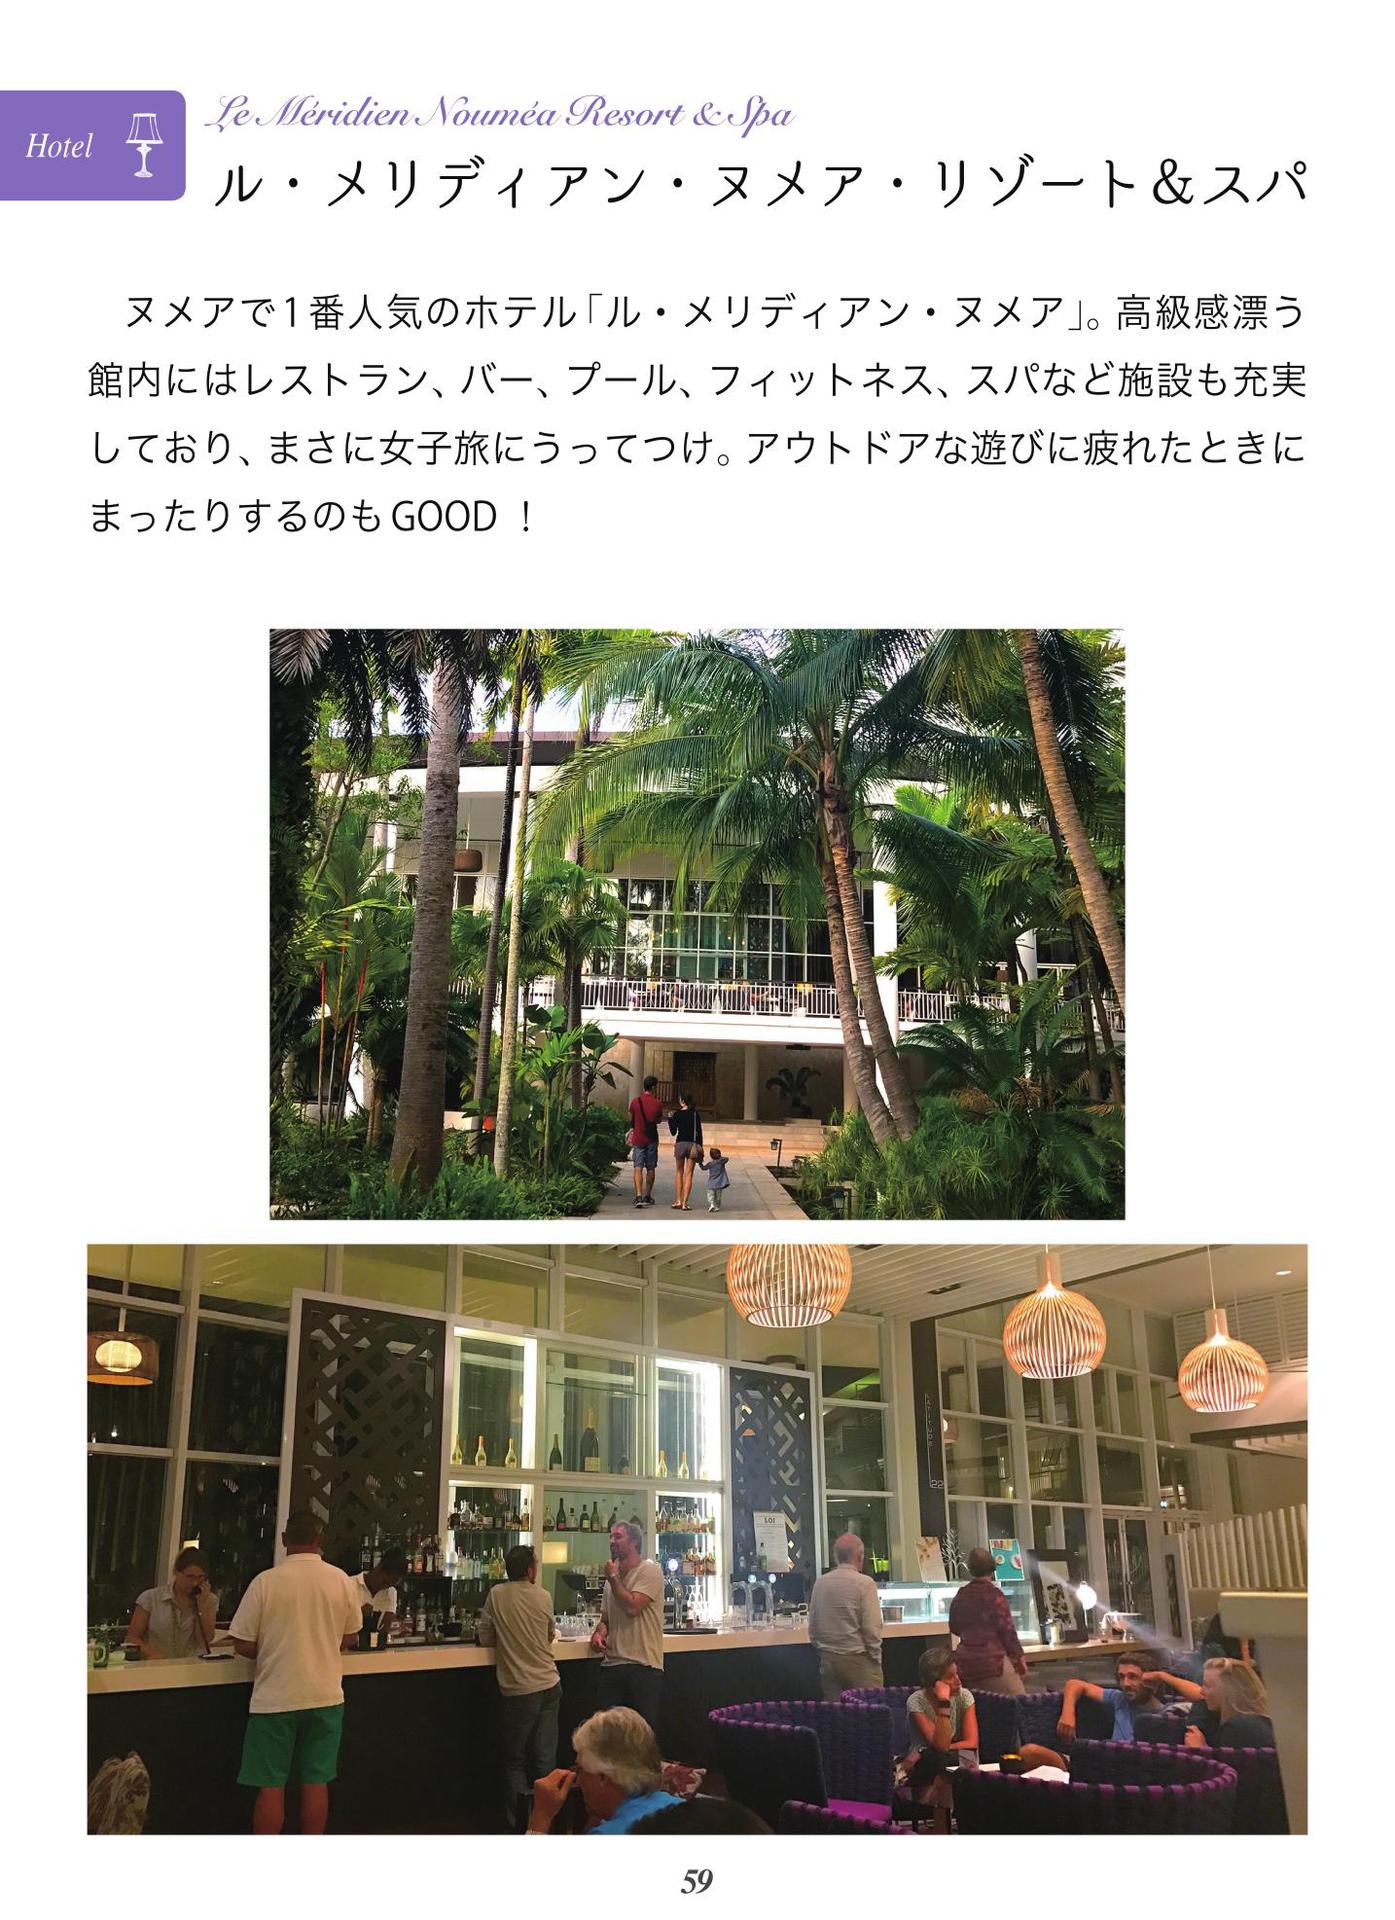 Hotel
Le Méridien Nouméa Resort & Spa
ル・メリディアン・ヌメア・リゾート＆スパ
ヌメアで1番人気のホテル「ル・メリディアン・ヌメア」。高級感漂う
館内にはレストラン、バー、プール、フィットネス、スパなど施設も充実
しており、まさに女子旅にうってつけ。アウトドアな遊びに疲れたときに
まったりするのもGOOD！
LATITUDE
22
LOI
59